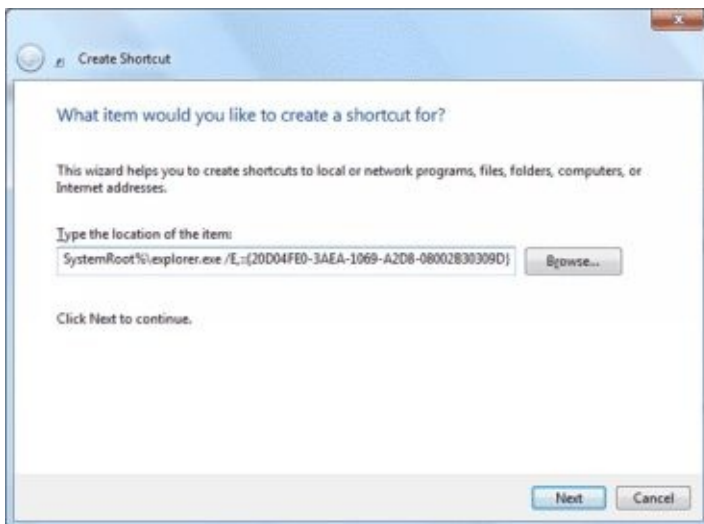 Create Shortcut
What item would you like to create a shortcut for?
This wizard helps you to create shortcuts to local or network programs, files, folders, computers, or
Internet addresses.
Type the location of the item:
SystemRoot%\explorer.exe /E,::{20D04FE0-3AEA-1069-A2D8-08002B30309D}
Browse...
Click Next to continue.
Next
Cancel